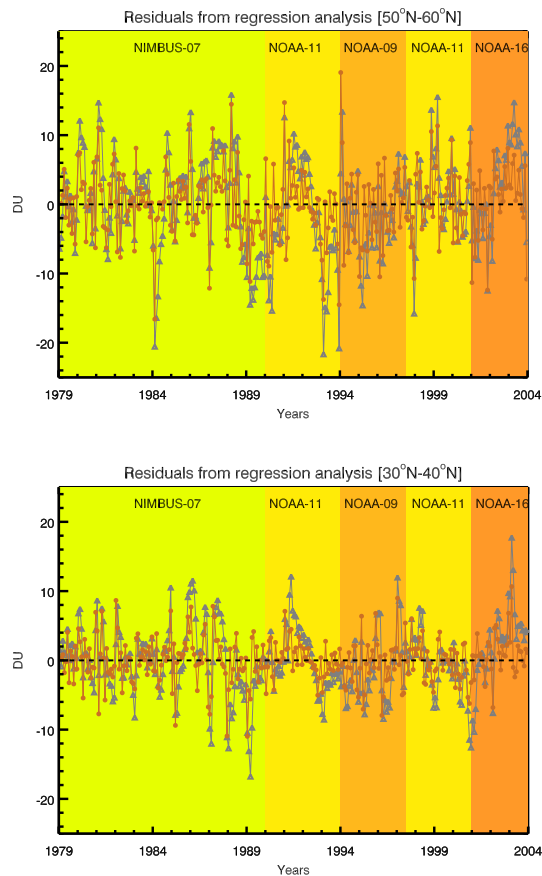 Residuals from regression analysis [50°N-60°N]
NIMBUS-07 NOAA-11 NOAA-09 NOAA-11 NOAA-16
20
10
0
-10
-20
DU
1979 1984 1989 1994 1999 2004
Years
Residuals from regression analysis [30°N-40°N]
NIMBUS-07 NOAA-11 NOAA-09 NOAA-11 NOAA-16
20
10
0
-10
-20
DU
1979 1984 1989 1994 1999 2004
Years